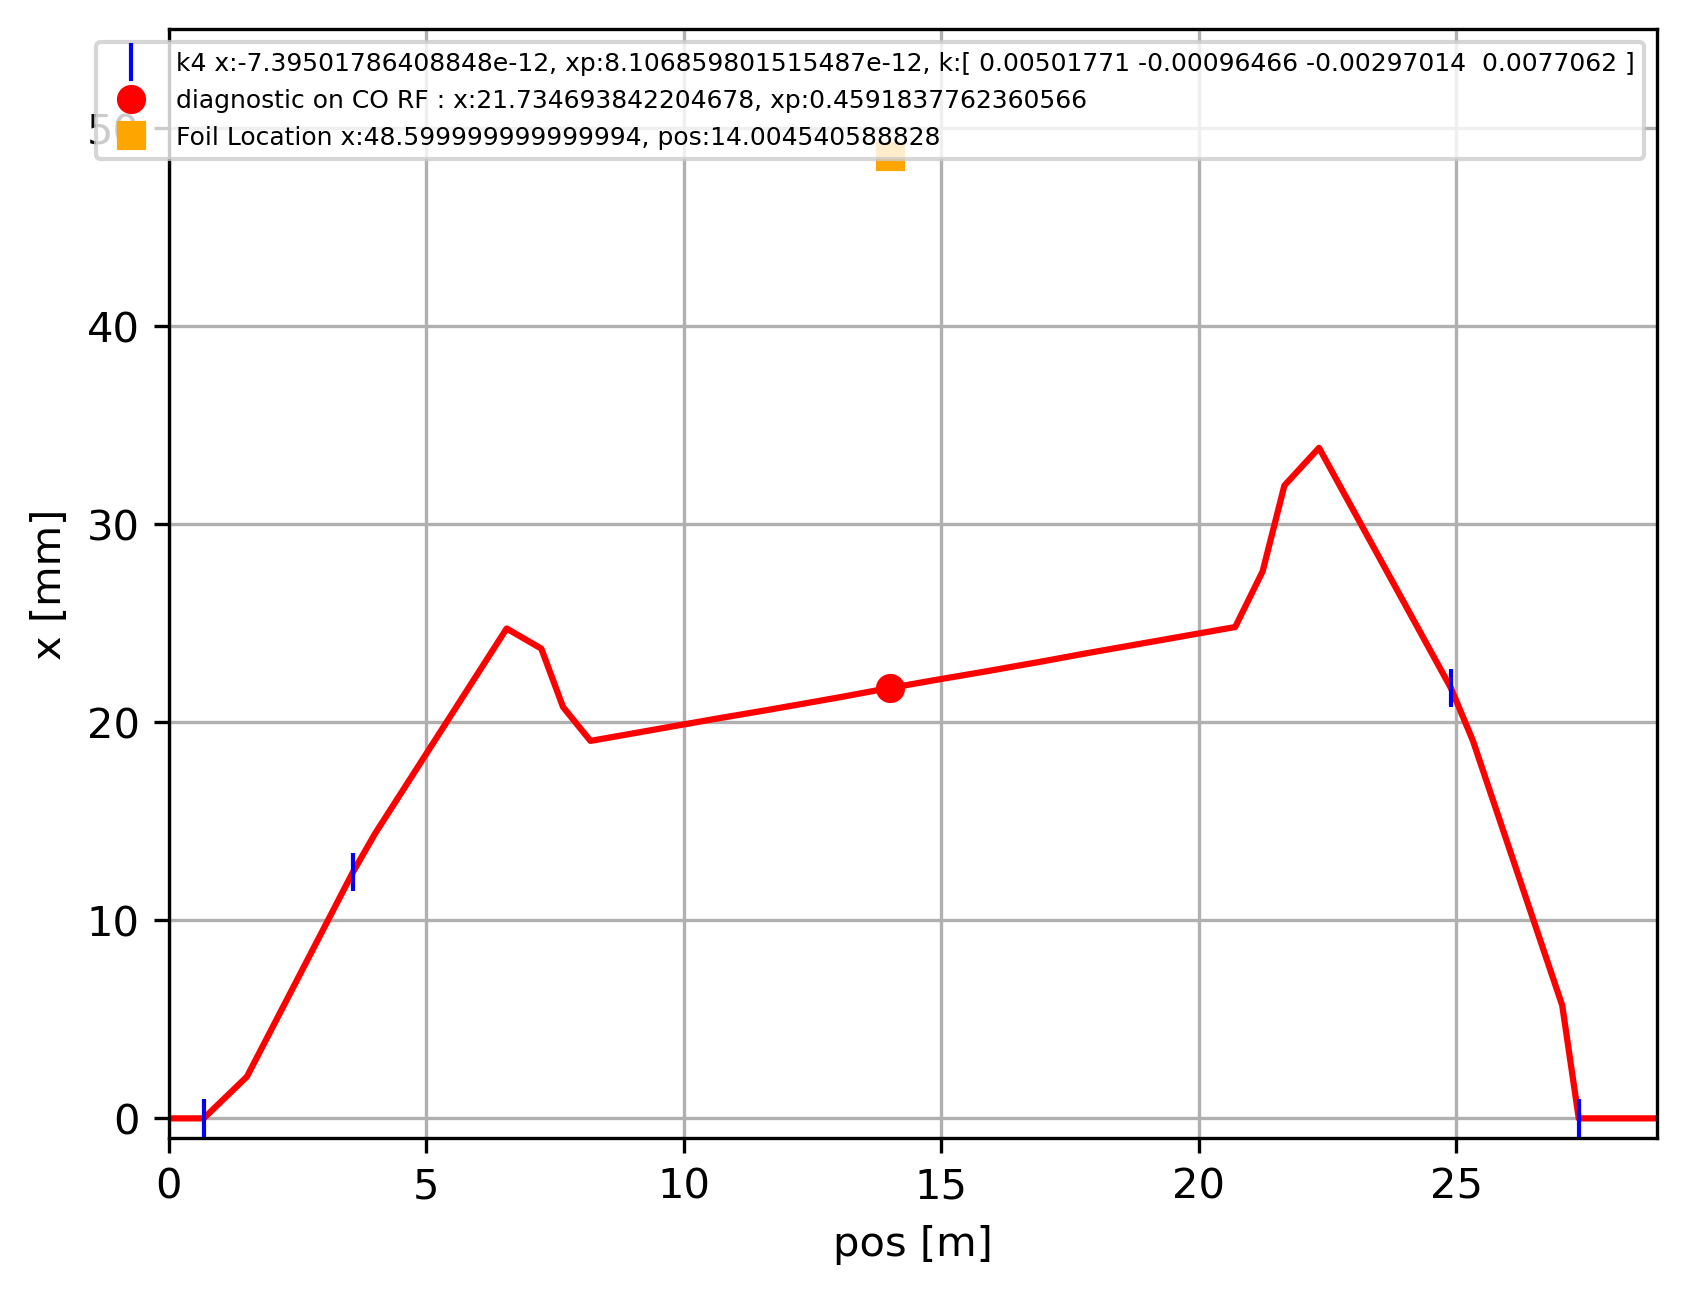 k4 x:-7.39501786408848e-12, xp:8.106859801515487e-12, k:[ 0.00501771 -0.00096466 -0.00297014  0.0077062 ]
diagnostic on CO RF : x:21.734693842204678, xp:0.4591837762360566
Foil Location x:48.599999999999994, pos:14.004540588828
50
40
30
20
10
0
x [mm]
0 5 10 15 20 25
pos [m]